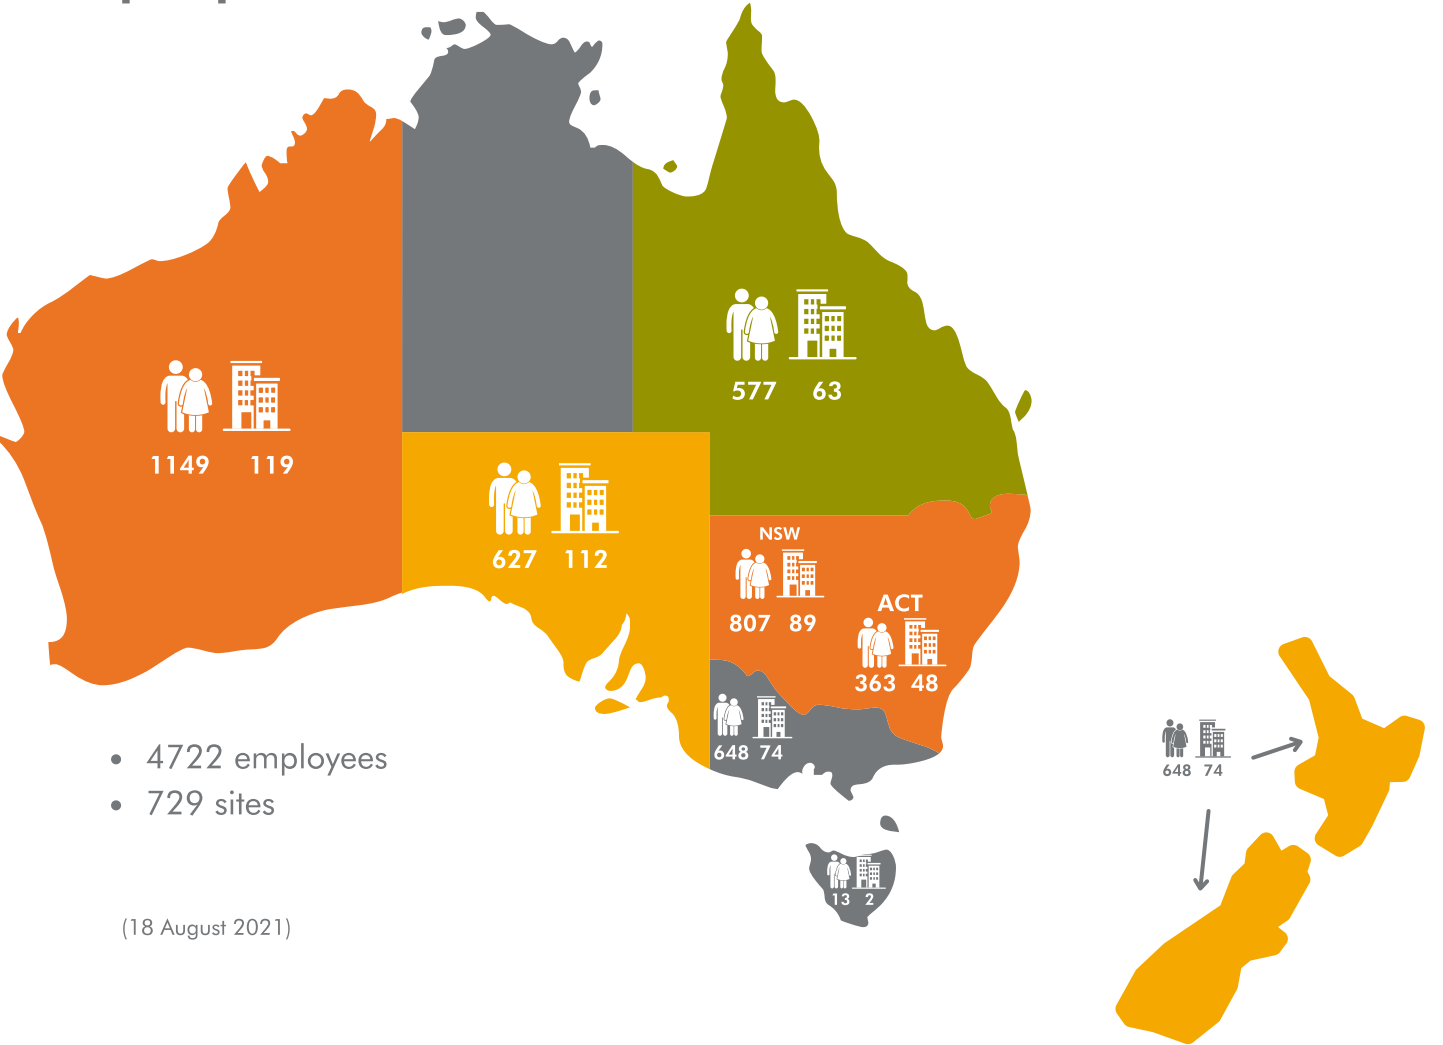 577 63
1149 119
627 112
NSW
807 89
ACT
363 48
648 74
648 74
13 2
• 4722 employees
• 729 sites
(18 August 2021)